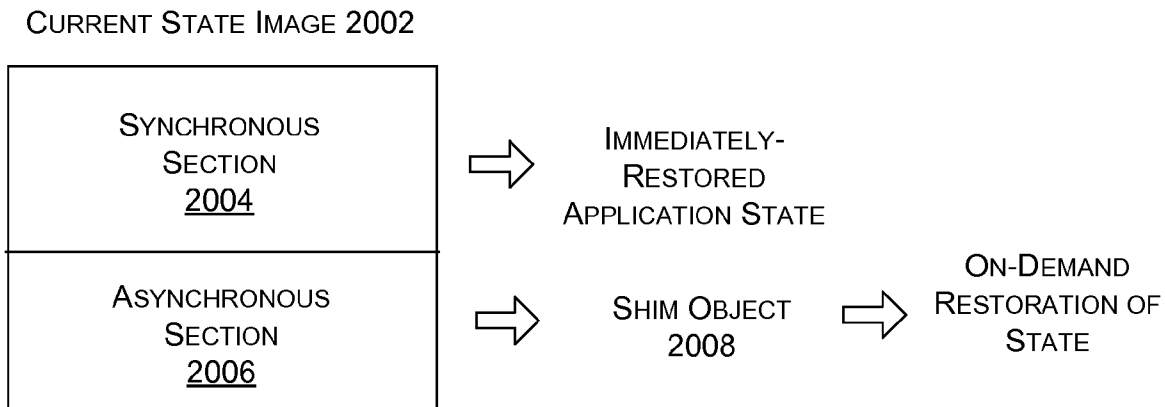 CURRENT STATE IMAGE 2002
SYNCHRONOUS
SECTION
2004
IMMEDIATELY-
RESTORED
APPLICATION STATE
ASYNCHRONOUS
SECTION
2006
SHIM OBJECT
2008
ON-DEMAND
RESTORATION OF
STATE